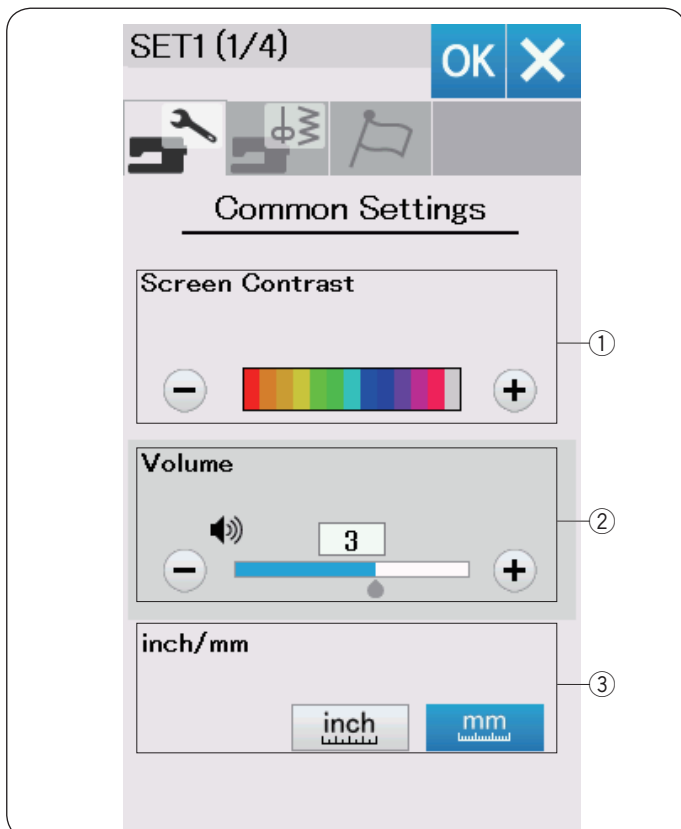 SET1 (1/4)
OK
Common Settings
Screen Contrast
①
Volume
3
②
inch/mm
inch
mm
③